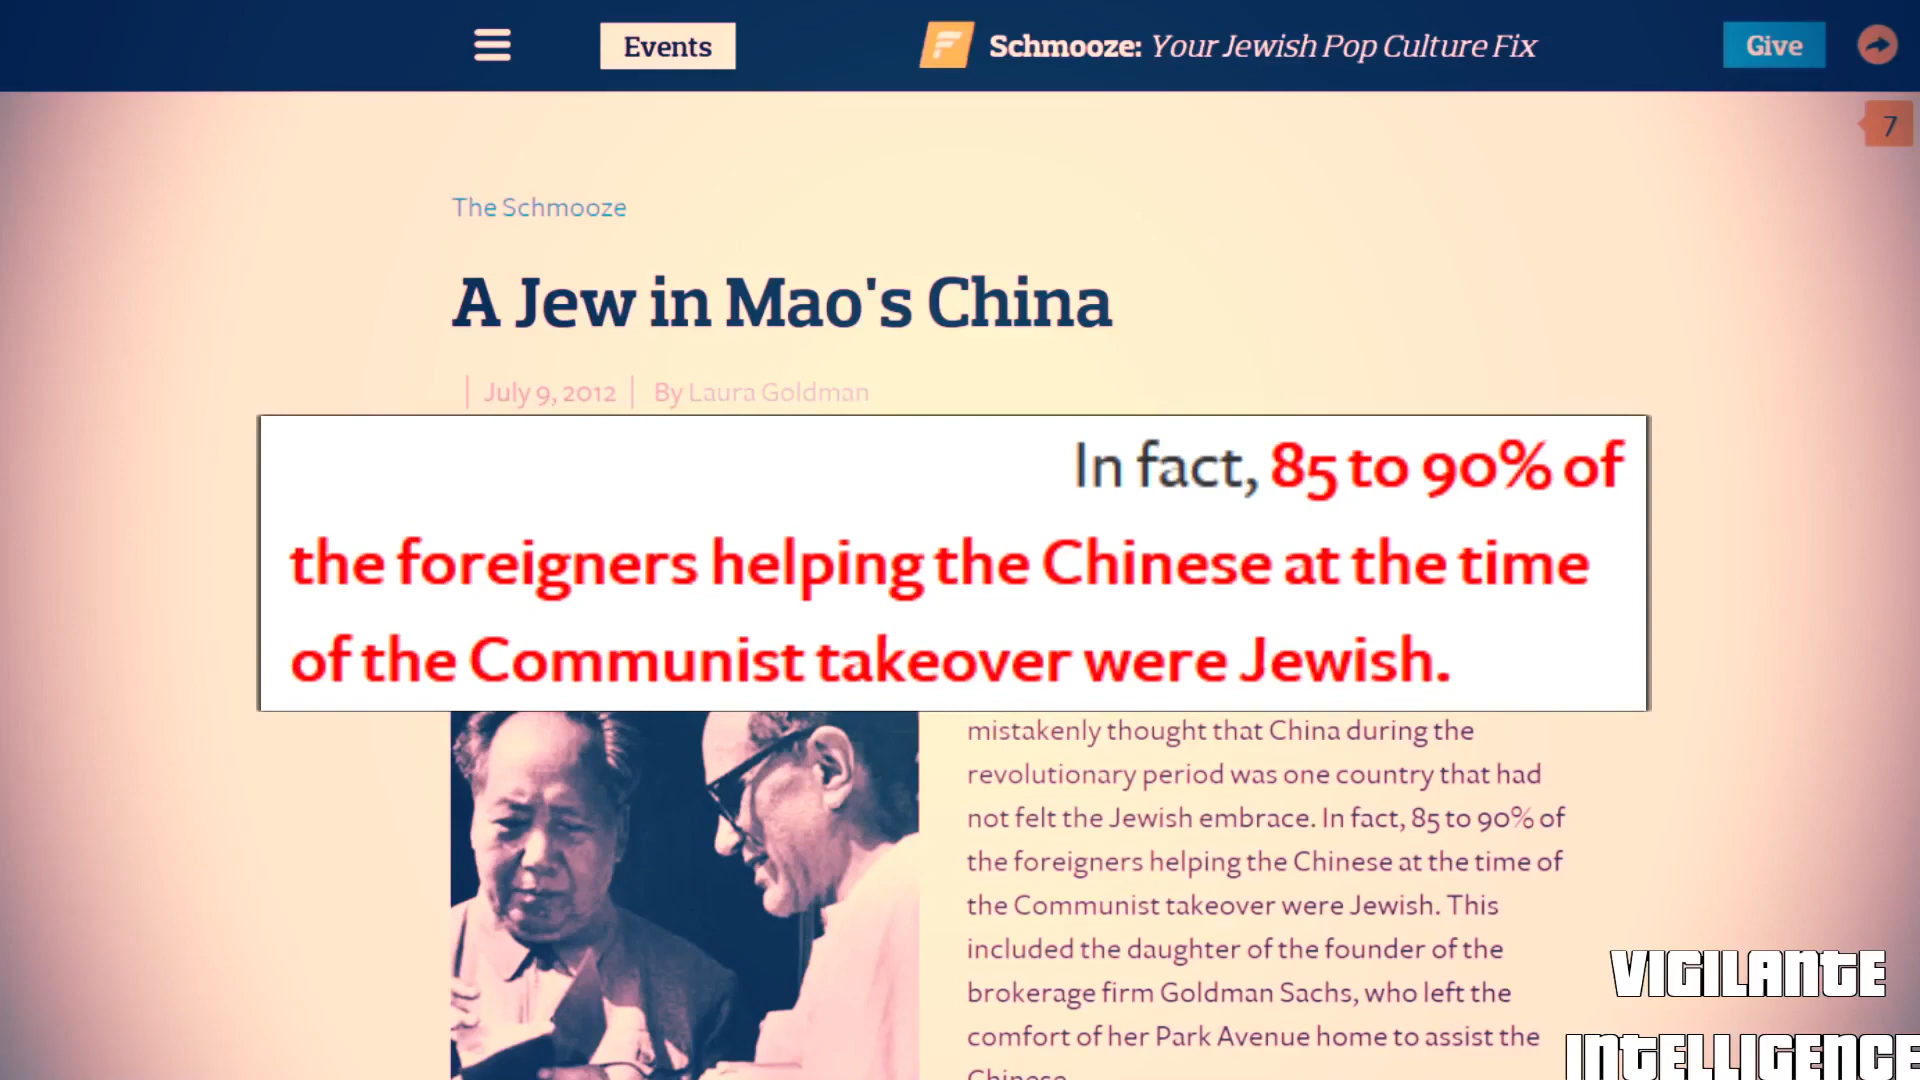 Events
Schmooze: Your Jewish Pop Culture Fix
Give
7
The Schmooze
A Jew in Mao's China
July 9, 2012 | By Laura Goldman
In fact, 85 to 90% of
the foreigners helping the Chinese at the time
of the Communist takeover were Jewish.
mistakenly thought that China during the
revolutionary period was one country that had
not felt the Jewish embrace. In fact, 85 to 90% of
the foreigners helping the Chinese at the time of
the Communist takeover were Jewish. This
included the daughter of the founder of the
brokerage firm Goldman Sachs, who left the
comfort of her Park Avenue home to assist the
Chinese
VIGILANTE
INTELLIGENCE